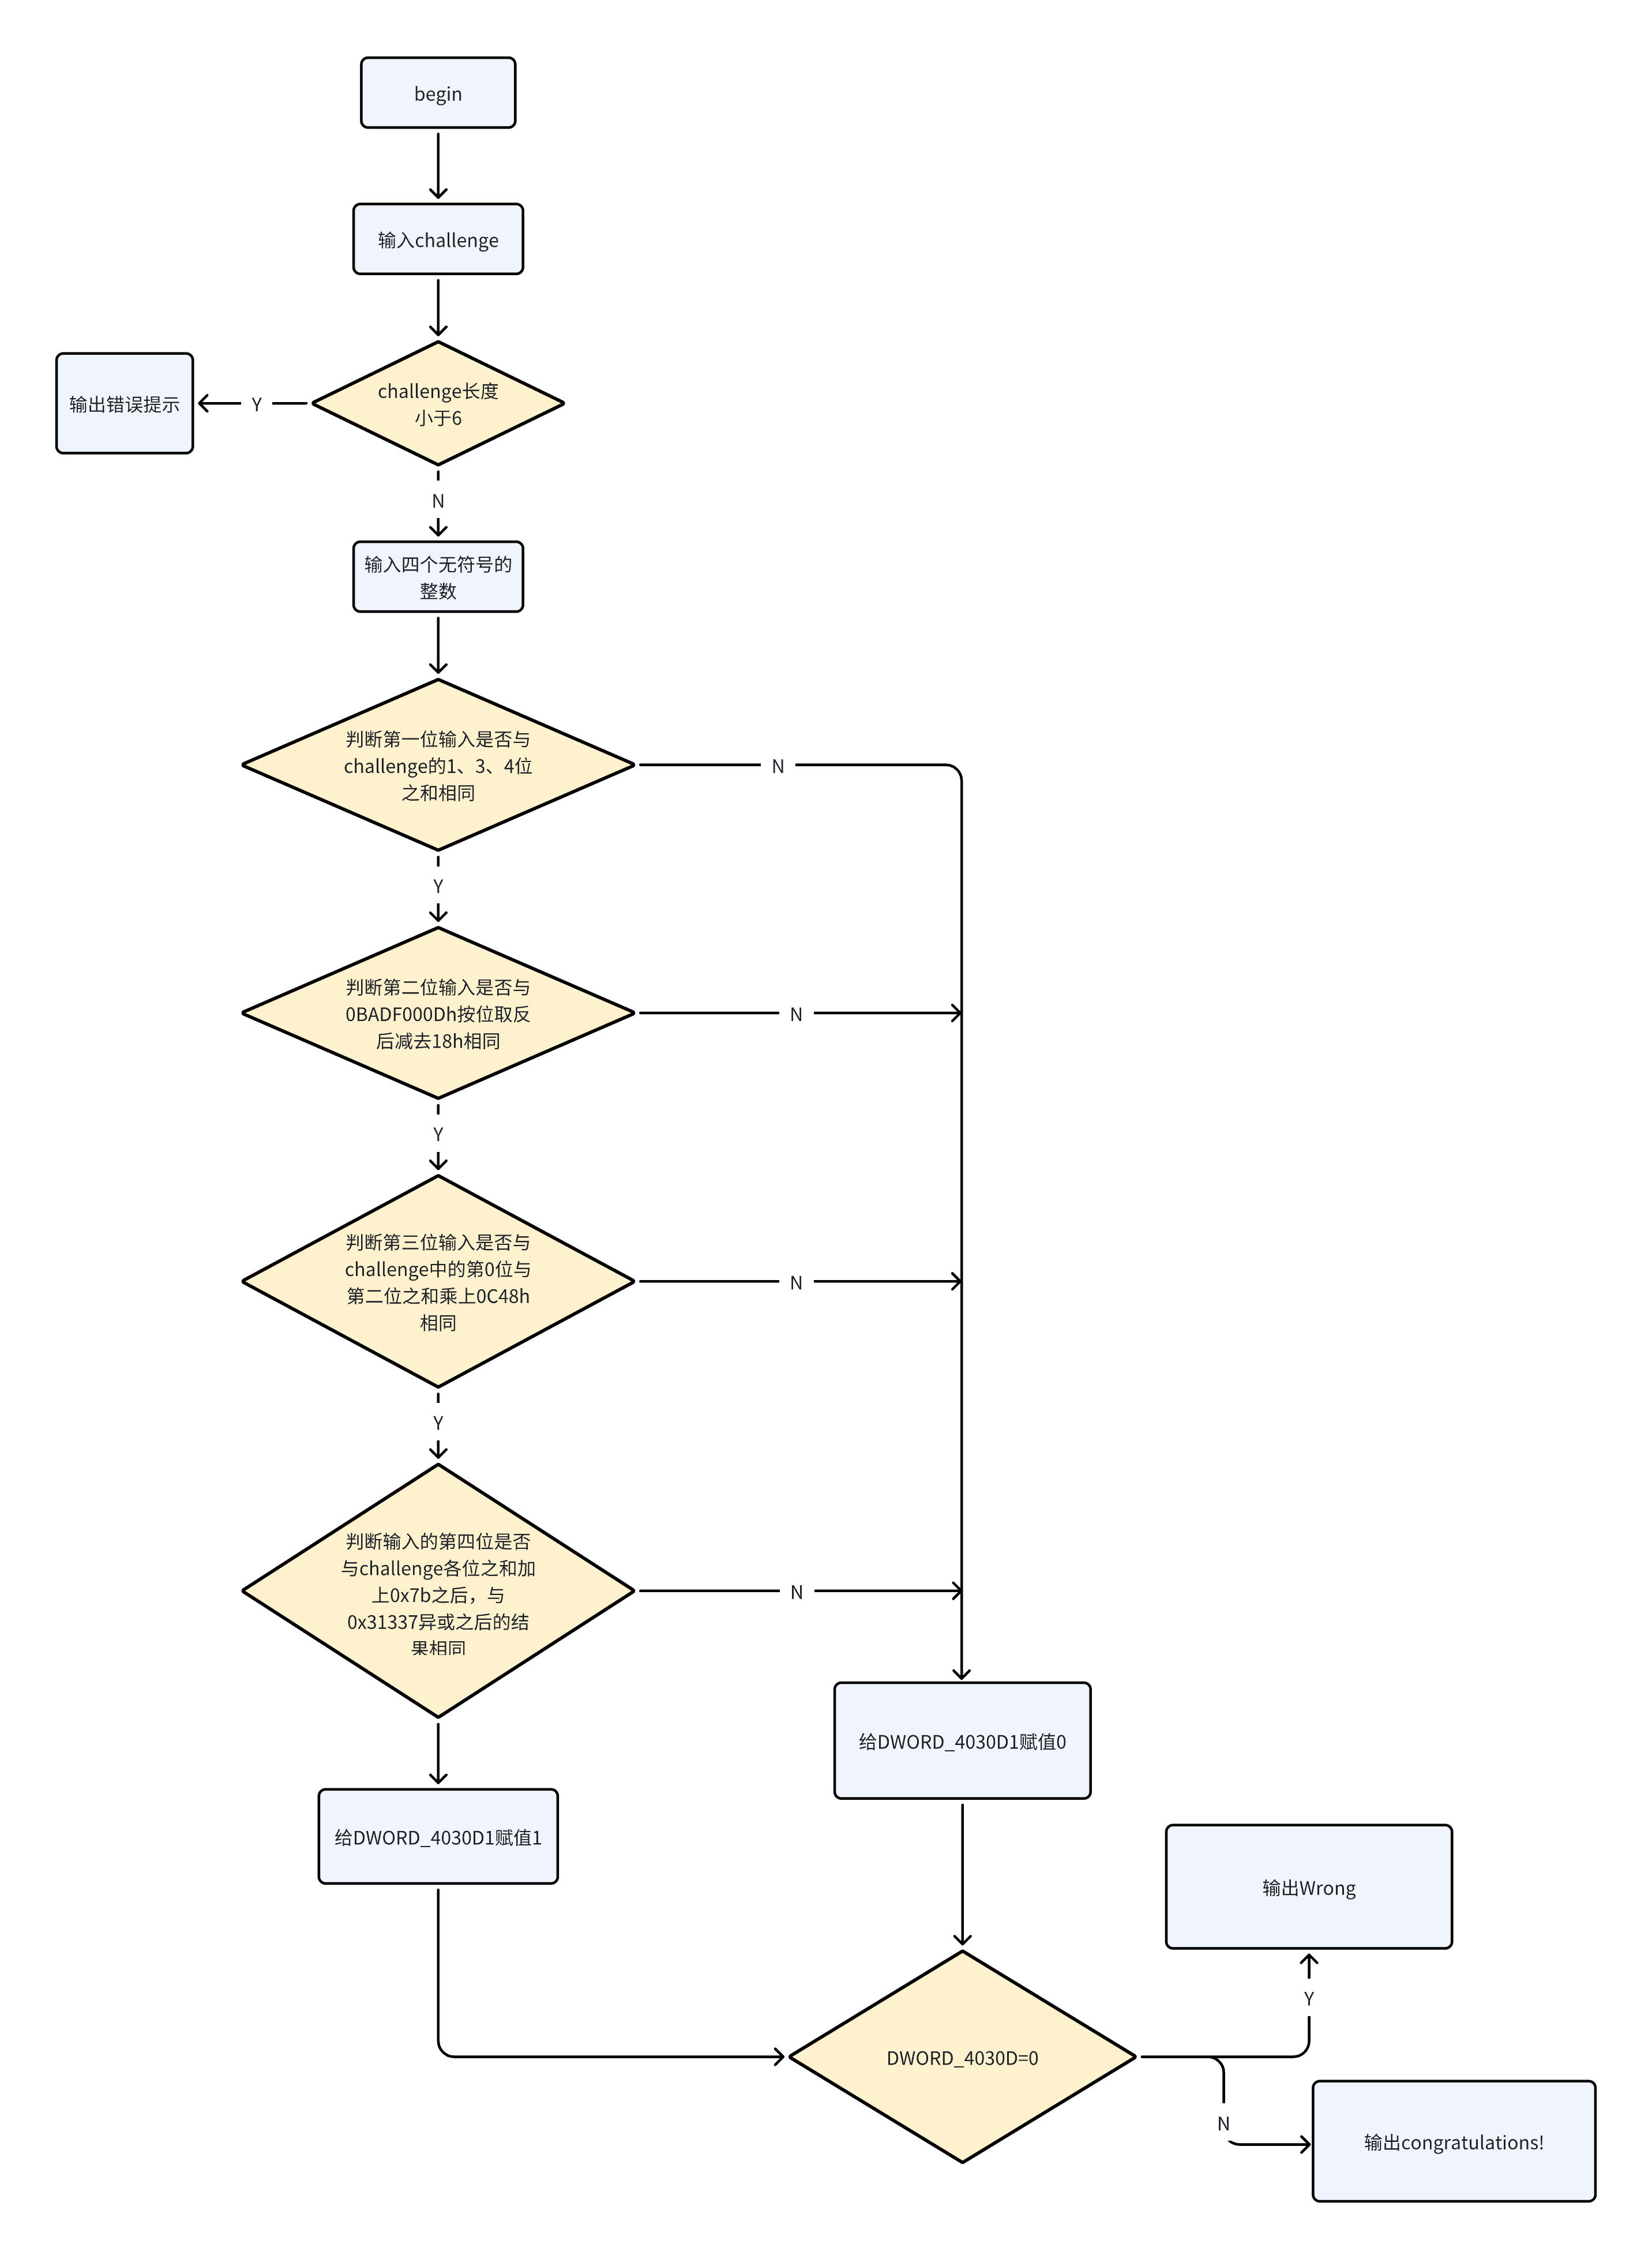 begin
输入challenge
challenge长度
小于6
Y
输出错误提示
N
输入四个无符号的
整数
判断第一位输入是否与
challenge的1、3、4位
之和相同
N
Y
判断第二位输入是否与
0BADF000Dh按位取反
后减去18h相同
N
Y
判断第三位输入是否与
challenge中的第0位与
第二位之和乘上0C48h
相同
N
Y
判断输入的第四位是否
与challenge各位之和加
上0x7b之后，与
0x31337异或之后的结
果相同
N
给DWORD_4030D1赋值0
给DWORD_4030D1赋值1
输出Wrong
Y
DWORD_4030D=0
N
输出congratulations!